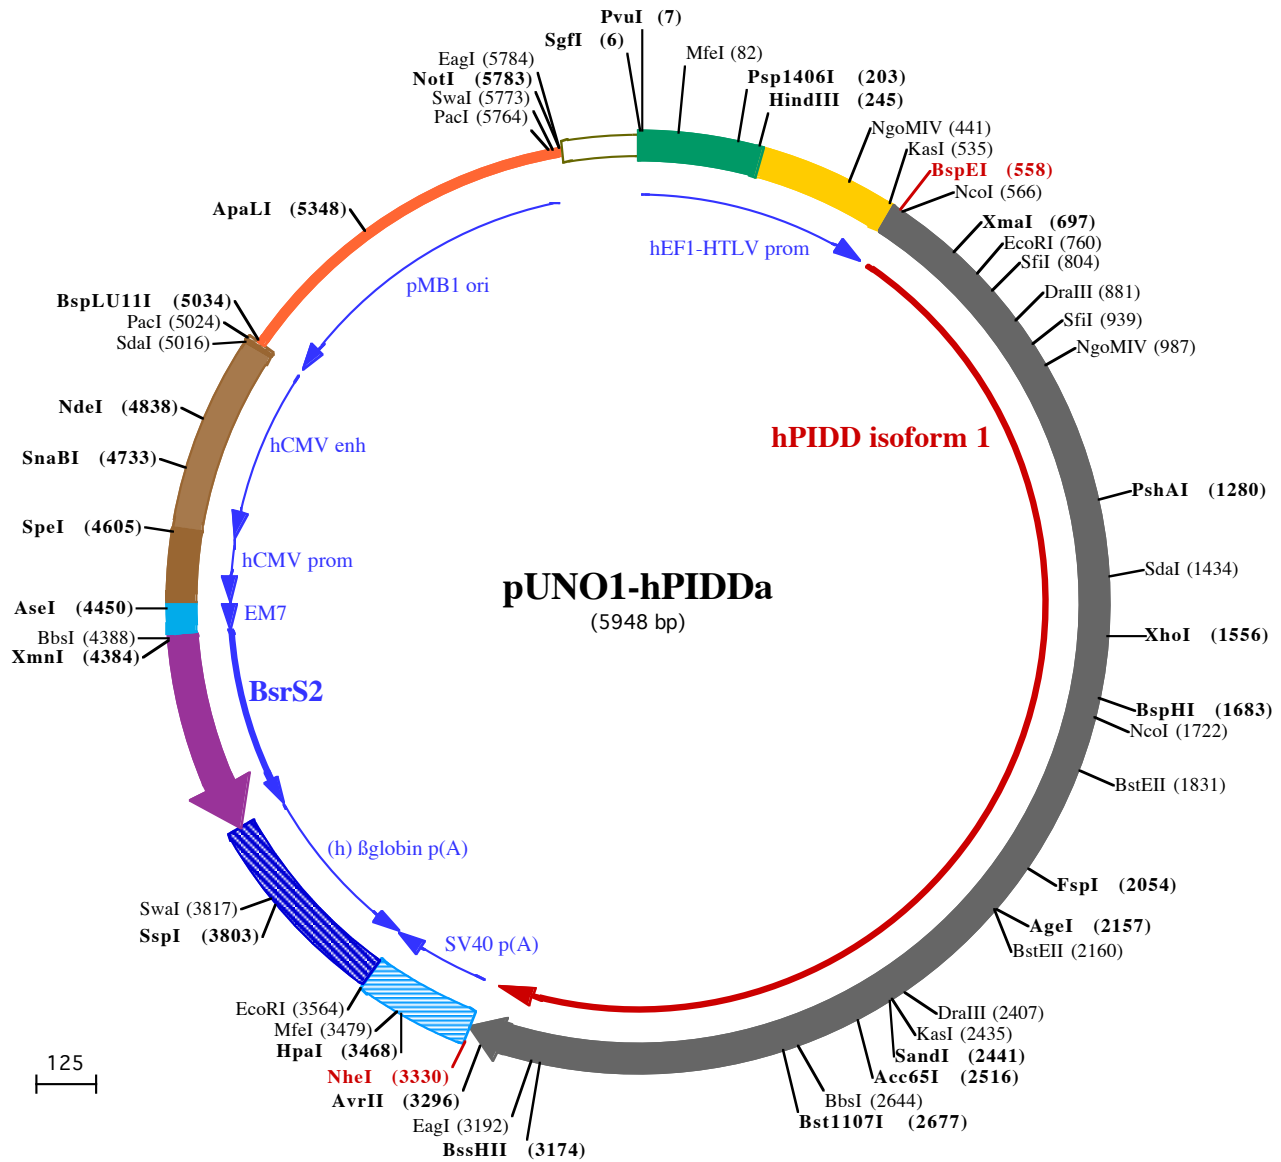 PvuI (7)
SgfI (6)
MfeI (82)
Psp1406I (203)
HindIII (245)
NgoMIV (441)
KasI (535)
BspEI (558)
NcoI (566)
XmaI (697)
EcoRI (760)
SfiI (804)
DraIII (881)
SfiI (939)
NgoMIV (987)
PshAI (1280)
SdaI (1434)
XhoI (1556)
BspHI (1683)
NcoI (1722)
BstEII (1831)
FspI (2054)
AgeI (2157)
BstEII (2160)
DraIII (2407)
KasI (2435)
SandI (2441)
Acc65I (2516)
BbsI (2644)
Bst1107I (2677)
BssHII (3174)
EagI (3192)
AvrII (3296)
NheI (3330)
HpaI (3468)
MfeI (3479)
EcoRI (3564)
SspI (3803)
SwaI (3817)
XmnI (4384)
BbsI (4388)
AseI (4450)
SpeI (4605)
SnaBI (4733)
NdeI (4838)
SdaI (5016)
PacI (5024)
BspLU11I (5034)
ApaLI (5348)
PacI (5764)
SwaI (5773)
NotI (5783)
EagI (5784)
hEF1-HTLV prom
hPIDD isoform 1
SV40 p(A)
(h) ßglobin p(A)
BsrS2
EM7
hCMV prom
hCMV enh
pMB1 ori
pUNO1-hPIDDa
(5948 bp)
125